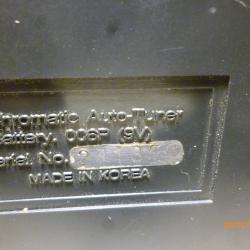 hromatic Auto-Tuner
attery. 006P (9V)
erial. No.
MADE IN KOREA